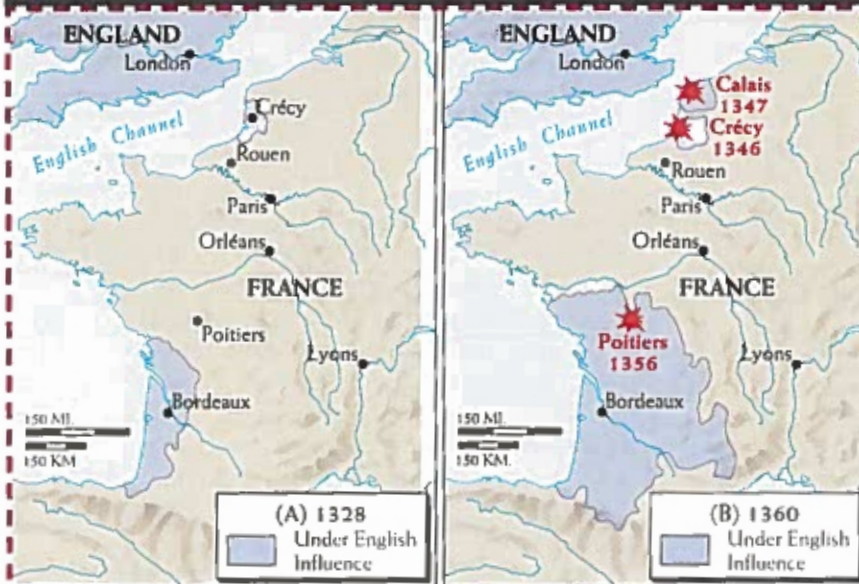 ENGLAND
London
English Channel
Crécy
Rouen
Paris
Orléans
FRANCE
Poitiers
Lyons
Bordeaux
150 MI.
150 KM.
(A) 1328
Under English
Influence
ENGLAND
London
English Channel
Calais
1347
Crécy
1346
Rouen
Paris
Orléans
FRANCE
Poitiers
1356
Lyons
Bordeaux
150 MI.
150 KM.
(B) 1360
Under English
Influence